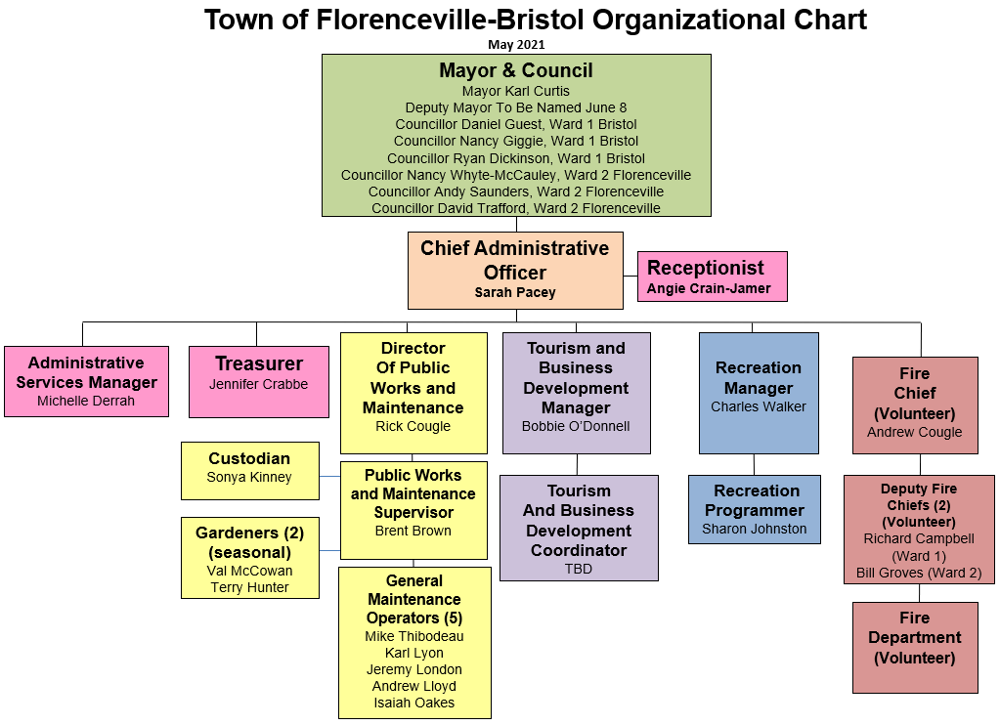 Town of Florenceville-Bristol Organizational Chart
May 2021
Mayor & Council
Mayor Karl Curtis
Deputy Mayor To Be Named June 8
Councillor Daniel Guest, Ward 1 Bristol
Councillor Nancy Giggie, Ward 1 Bristol
Councillor Ryan Dickinson, Ward 1 Bristol
Councillor Nancy Whyte-McCauley, Ward 2 Florenceville
Councillor Andy Saunders, Ward 2 Florenceville
Councillor David Trafford, Ward 2 Florenceville
Chief Administrative
Officer
Sarah Pacey
Receptionist
Angie Crain-Jamer
Administrative
Services Manager
Michelle Derrah
Treasurer
Jennifer Crabbe
Director
Of Public
Works and
Maintenance
Rick Cougle
Tourism and
Business
Development
Manager
Bobbie O'Donnell
Recreation
Manager
Charles Walker
Fire
Chief
(Volunteer)
Andrew Cougle
Custodian
Sonya Kinney
Gardeners (2)
(seasonal)
Val McCowan
Terry Hunter
Public Works
and Maintenance
Supervisor
Brent Brown
General
Maintenance
Operators (5)
Mike Thibodeau
Karl Lyon
Jeremy London
Andrew Lloyd
Isaiah Oakes
Tourism
And Business
Development
Coordinator
TBD
Recreation
Programmer
Sharon Johnston
Deputy Fire
Chiefs (2)
(Volunteer)
Richard Campbell
(Ward 1)
Bill Groves (Ward 2)
Fire
Department
(Volunteer)